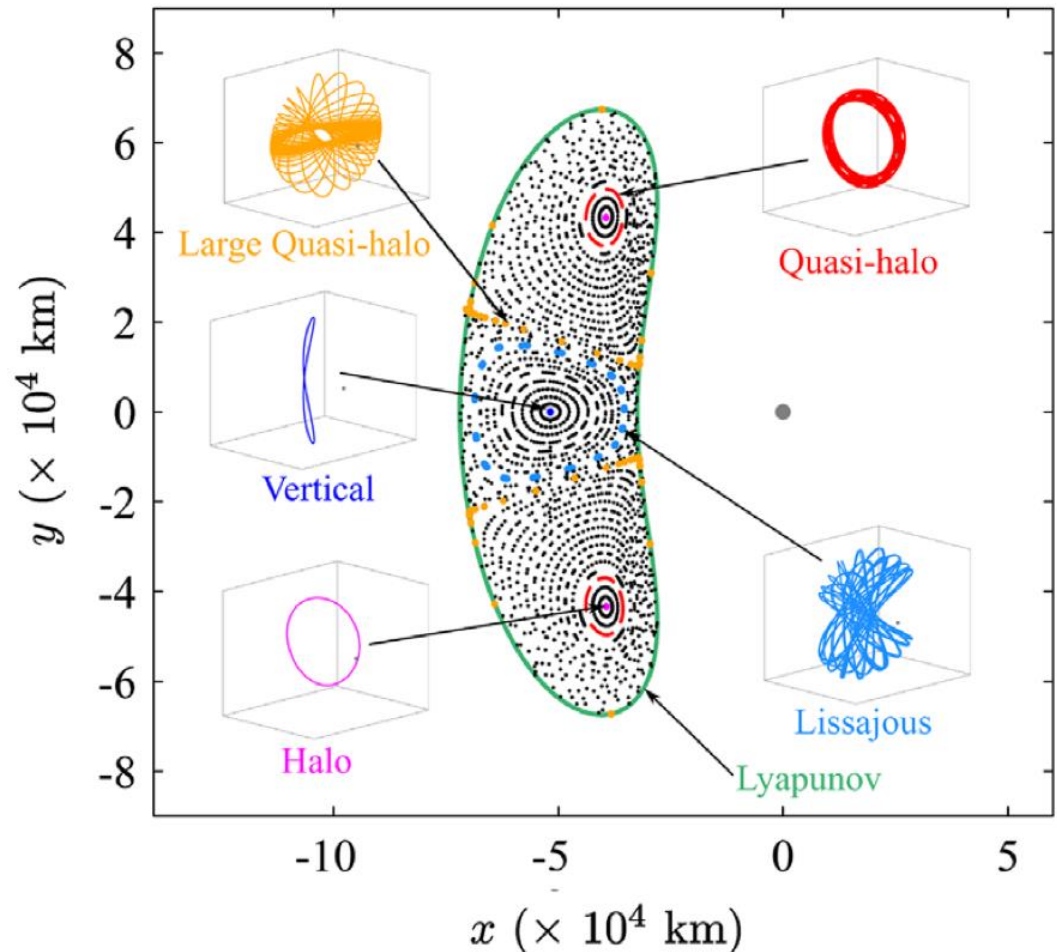 8
6
4
2
0
-2
-4
-6
-8
y (× 10⁴ km)
Large Quasi-halo
Quasi-halo
Vertical
Halo
Lissajous
Lyapunov
-10
-5
0
5
x (× 10⁴ km)